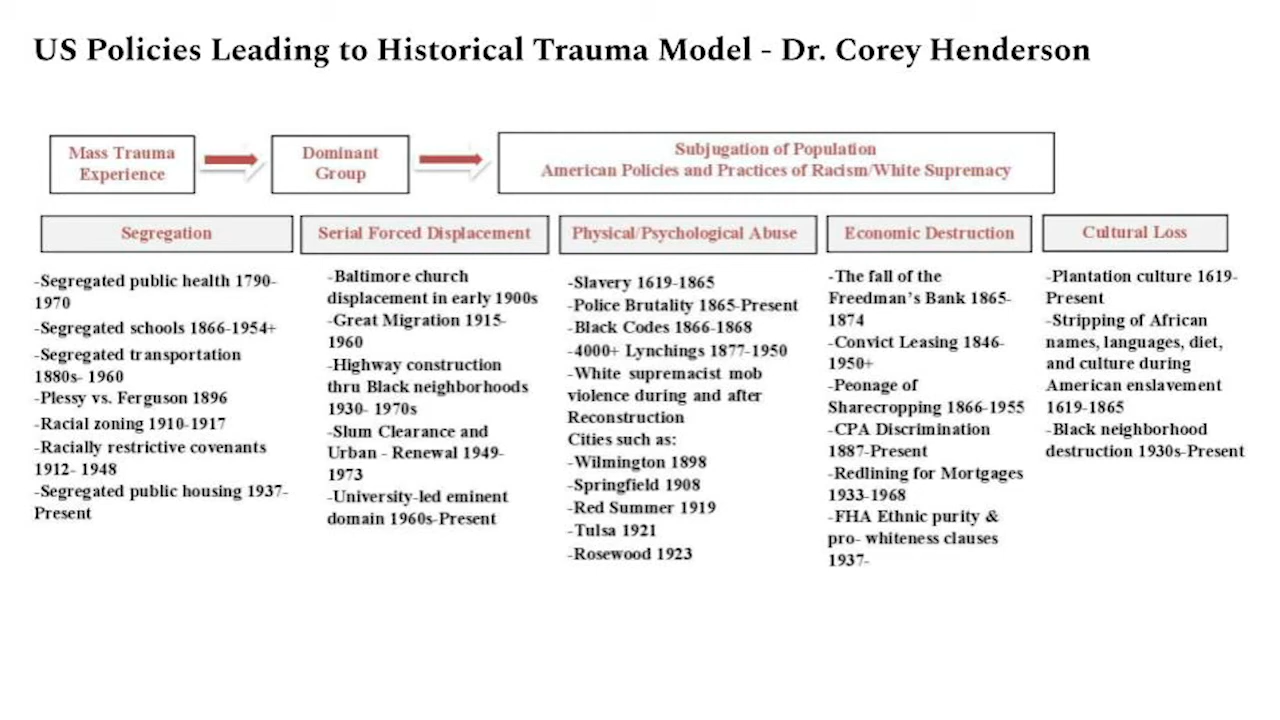 US Policies Leading to Historical Trauma Model - Dr. Corey Henderson
Mass Trauma
Experience
Dominant
Group
Subjugation of Population
American Policies and Practices of Racism/White Supremacy
Segregation
-Segregated public health 1790-
1970
-Segregated schools 1866-1954+
-Segregated transportation
1880s- 1960
-Plessy vs. Ferguson 1896
-Racial zoning 1910-1917
-Racially restrictive covenants
1912- 1948
-Segregated public housing 1937-
Present
Serial Forced Displacement
-Baltimore church
displacement in early 1900s
-Great Migration 1915-
1960
-Highway construction
thru Black neighborhoods
1930- 1970s
-Slum Clearance and
Urban - Renewal 1949-
1973
-University-led eminent
domain 1960s-Present
Physical/Psychological Abuse
-Slavery 1619-1865
-Police Brutality 1865-Present
-Black Codes 1866-1868
-4000+ Lynchings 1877-1950
-White supremacist mob
violence during and after
Reconstruction
Cities such as:
-Wilmington 1898
-Springfield 1908
-Red Summer 1919
-Tulsa 1921
-Rosewood 1923
Economic Destruction
-The fall of the
Freedman's Bank 1865-
1874
-Convict Leasing 1846-
1950+
-Peonage of
Sharecropping 1866-1955
-CPA Discrimination
1887-Present
-Redlining for Mortgages
1933-1968
-FHA Ethnic purity &
pro- whiteness clauses
1937-
Cultural Loss
-Plantation culture 1619-
Present
-Stripping of African
names, languages, diet,
and culture during
American enslavement
1619-1865
-Black neighborhood
destruction 1930s-Present